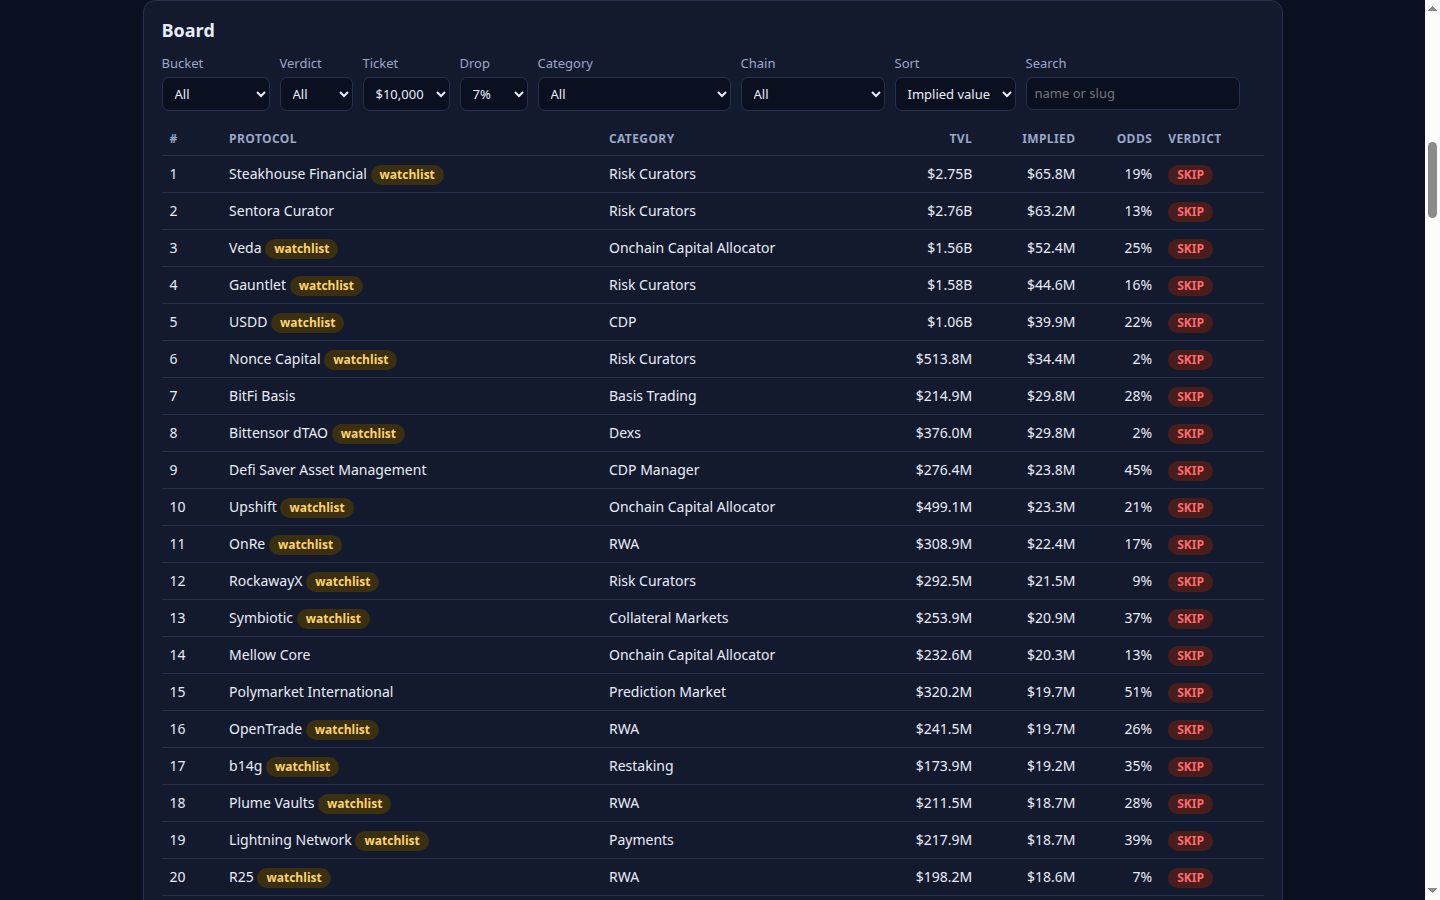 Board
Bucket Verdict Ticket Drop Category Chain Sort Search
All All $10,000 7% All All Implied value name or slug
# PROTOCOL CATEGORY TVL IMPLIED ODDS VERDICT
1 Steakhouse Financial watchlist Risk Curators $2.75B $65.8M 19% SKIP
2 Sentora Curator Risk Curators $2.76B $63.2M 13% SKIP
3 Veda watchlist Onchain Capital Allocator $1.56B $52.4M 25% SKIP
4 Gauntlet watchlist Risk Curators $1.58B $44.6M 16% SKIP
5 USDD watchlist CDP $1.06B $39.9M 22% SKIP
6 Nonce Capital watchlist Risk Curators $513.8M $34.4M 2% SKIP
7 BitFi Basis Basis Trading $214.9M $29.8M 28% SKIP
8 Bittensor dTAO watchlist Dexs $376.0M $29.8M 2% SKIP
9 Defi Saver Asset Management CDP Manager $276.4M $23.8M 45% SKIP
10 Upshift watchlist Onchain Capital Allocator $499.1M $23.3M 21% SKIP
11 OnRe watchlist RWA $308.9M $22.4M 17% SKIP
12 RockawayX watchlist Risk Curators $292.5M $21.5M 9% SKIP
13 Symbiotic watchlist Collateral Markets $253.9M $20.9M 37% SKIP
14 Mellow Core Onchain Capital Allocator $232.6M $20.3M 13% SKIP
15 Polymarket International Prediction Market $320.2M $19.7M 51% SKIP
16 OpenTrade watchlist RWA $241.5M $19.7M 26% SKIP
17 b14g watchlist Restaking $173.9M $19.2M 35% SKIP
18 Plume Vaults watchlist RWA $211.5M $18.7M 28% SKIP
19 Lightning Network watchlist Payments $217.9M $18.7M 39% SKIP
20 R25 watchlist RWA $198.2M $18.6M 7% SKIP